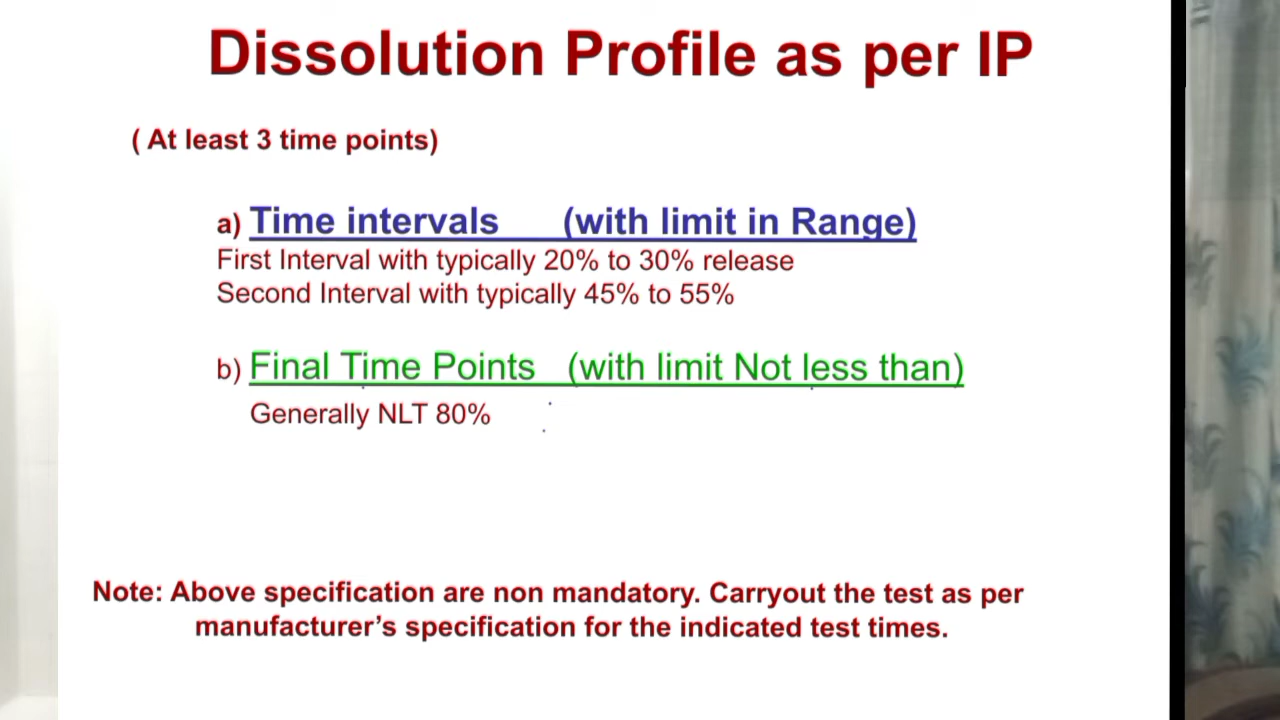 Dissolution Profile as per IP
( At least 3 time points)
a) Time intervals (with limit in Range)
First Interval with typically 20% to 30% release
Second Interval with typically 45% to 55%
b) Final Time Points (with limit Not less than)
Generally NLT 80%
Note: Above specification are non mandatory. Carryout the test as per
manufacturer’s specification for the indicated test times.